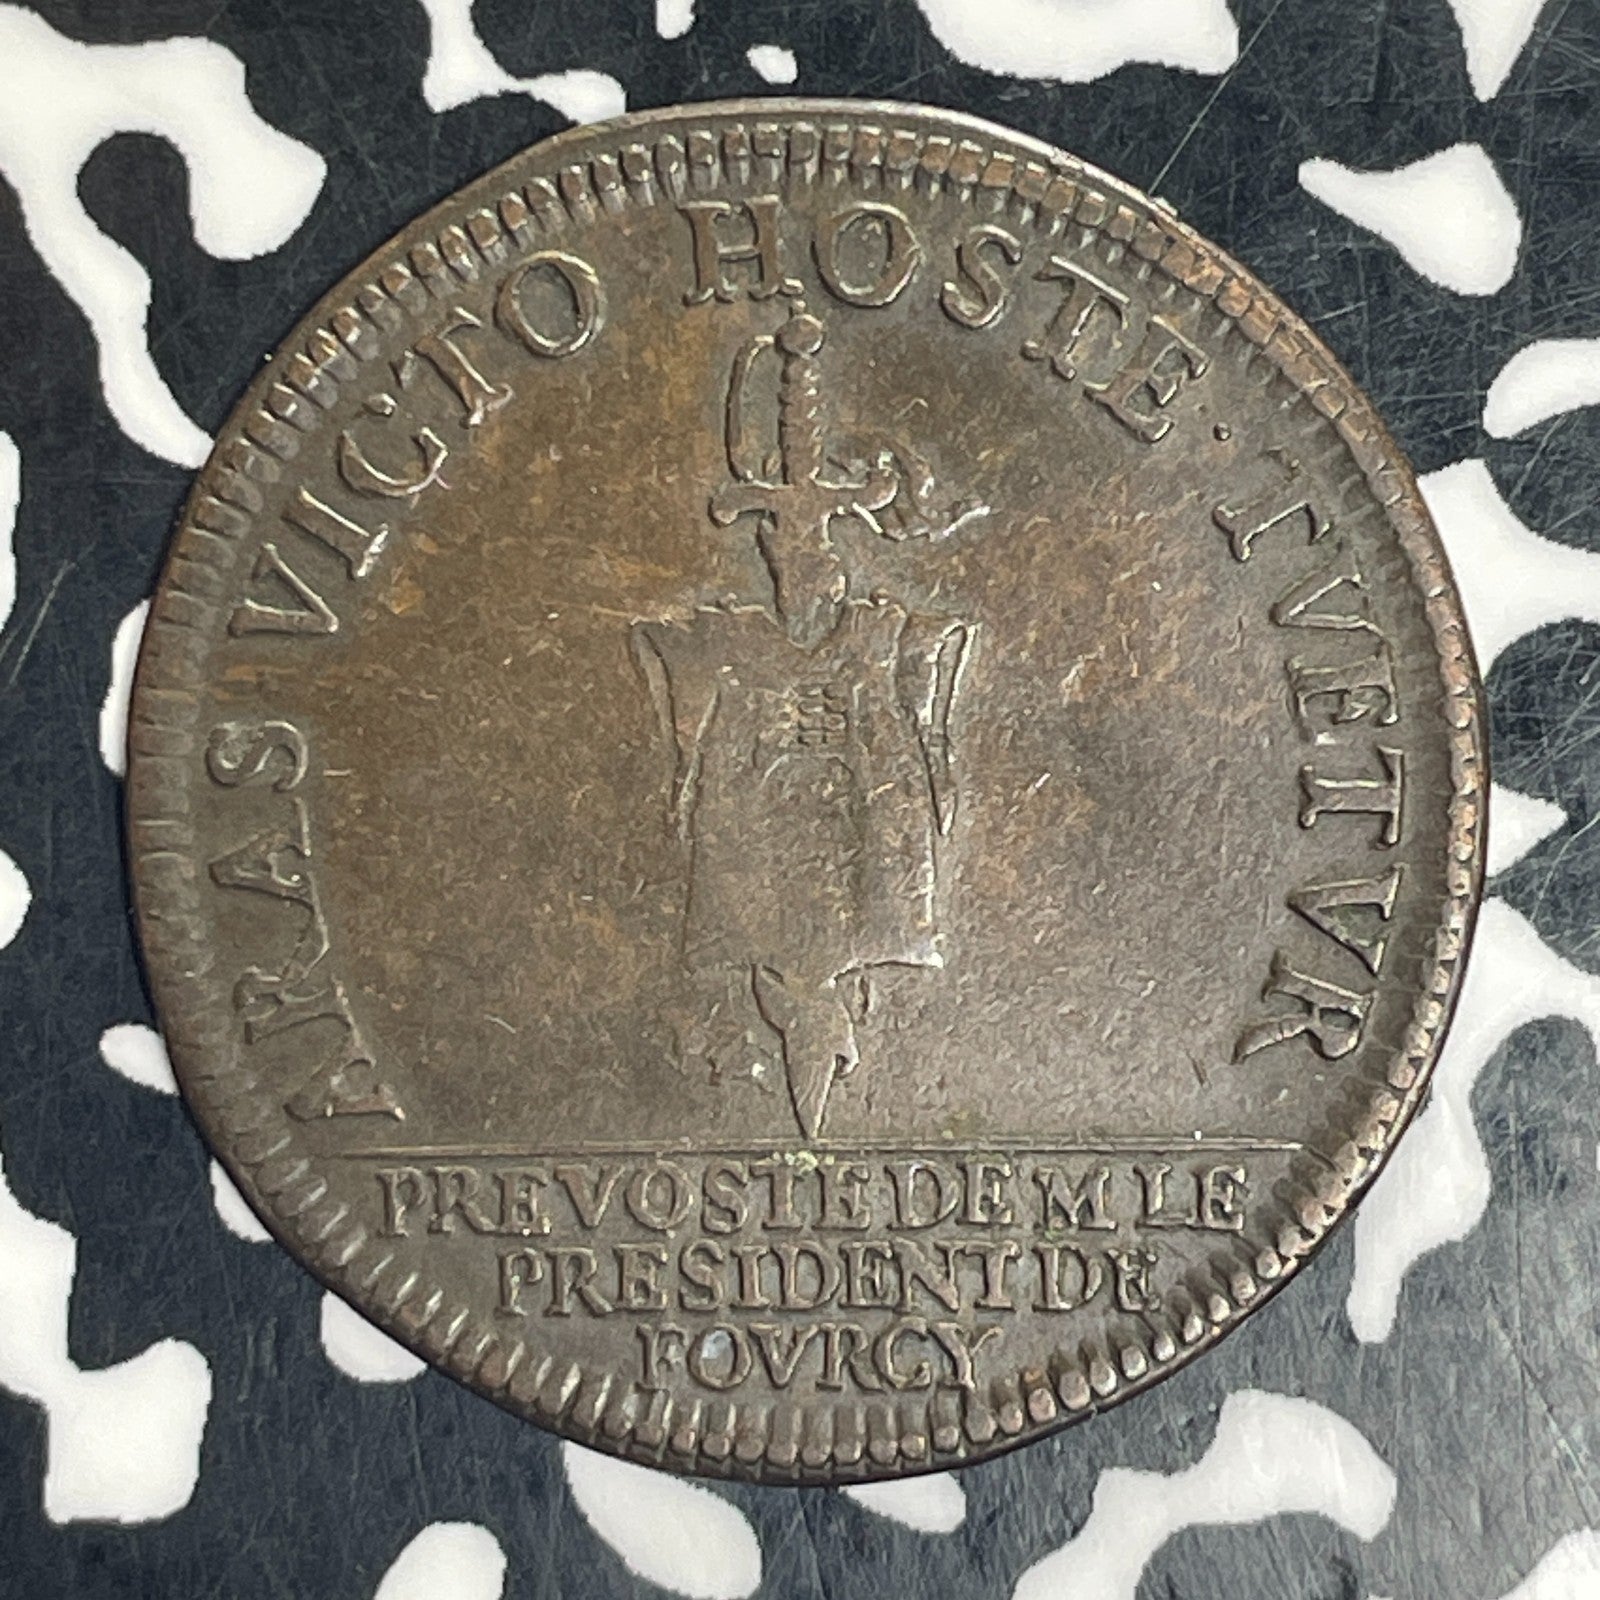 ARAS VICTO HOSTE · TVETVR
PREVOSTE DE M LE
PRESIDENT DE
FOVRCY